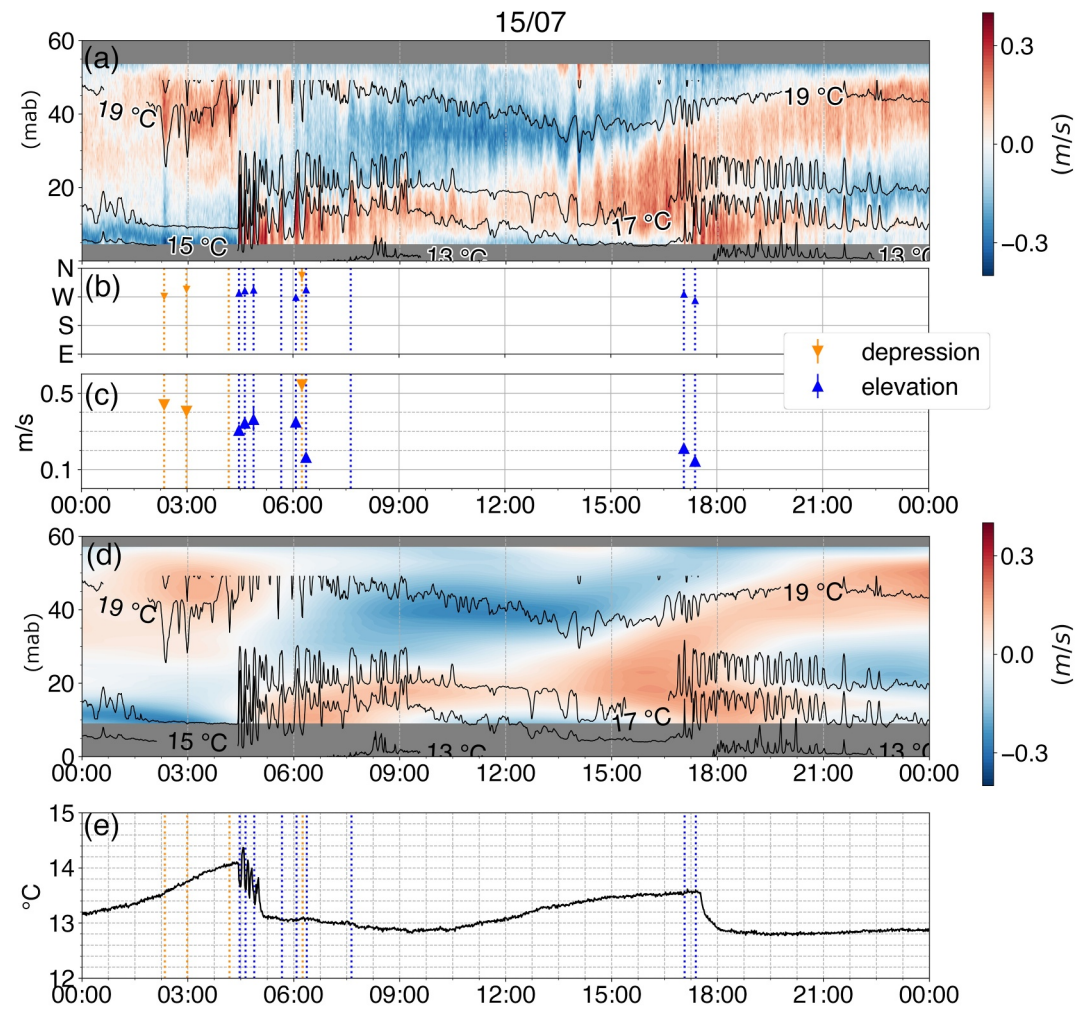 15/07
(a)
60
40
20
0
(mab)
19 °C
19 °C
17 °C
15 °C
13 °C
13 °C
0.3
0.0
−0.3
(m/s)
(b)
N
W
S
E
depression
elevation
(c)
0.5
0.1
m/s
00:00 03:00 06:00 09:00 12:00 15:00 18:00 21:00 00:00
(d)
60
40
20
0
(mab)
19 °C
19 °C
17 °C
15 °C
13 °C
13 °C
0.3
0.0
−0.3
(m/s)
00:00 03:00 06:00 09:00 12:00 15:00 18:00 21:00 00:00
(e)
15
14
13
12
°C
00:00 03:00 06:00 09:00 12:00 15:00 18:00 21:00 00:00